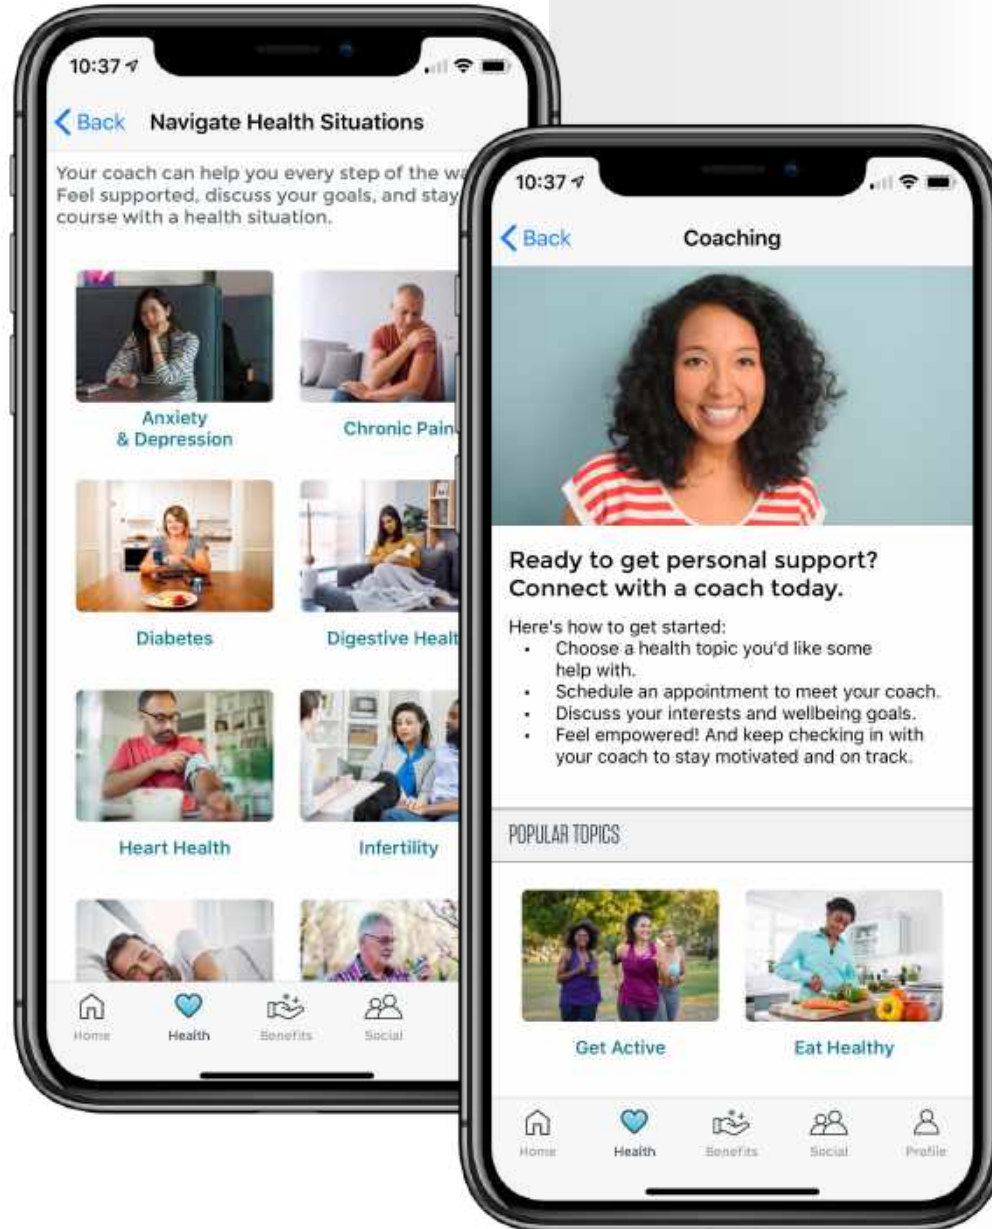 10:37
Back Navigate Health Situations
Your coach can help you every step of the
Feel supported, discuss your goals, and stay
course with a health situation.
Anxiety
& Depression
Chronic Pain
Diabetes
Digestive
Heart Health
Infertility
Home Health Benefits Social
10:37
Back Coaching
Ready to get personal support?
Connect with a coach today.
Here's how to get started:
• Choose a health topic you'd like some
help with.
• Schedule an appointment to meet your coach.
• Discuss your interests and wellbeing goals.
• Feel empowered! And keep checking in with
your coach to stay motivated and on track.
POPULAR TOPICS
Get Active
Eat Healthy
Home Health Benefits Social Profile